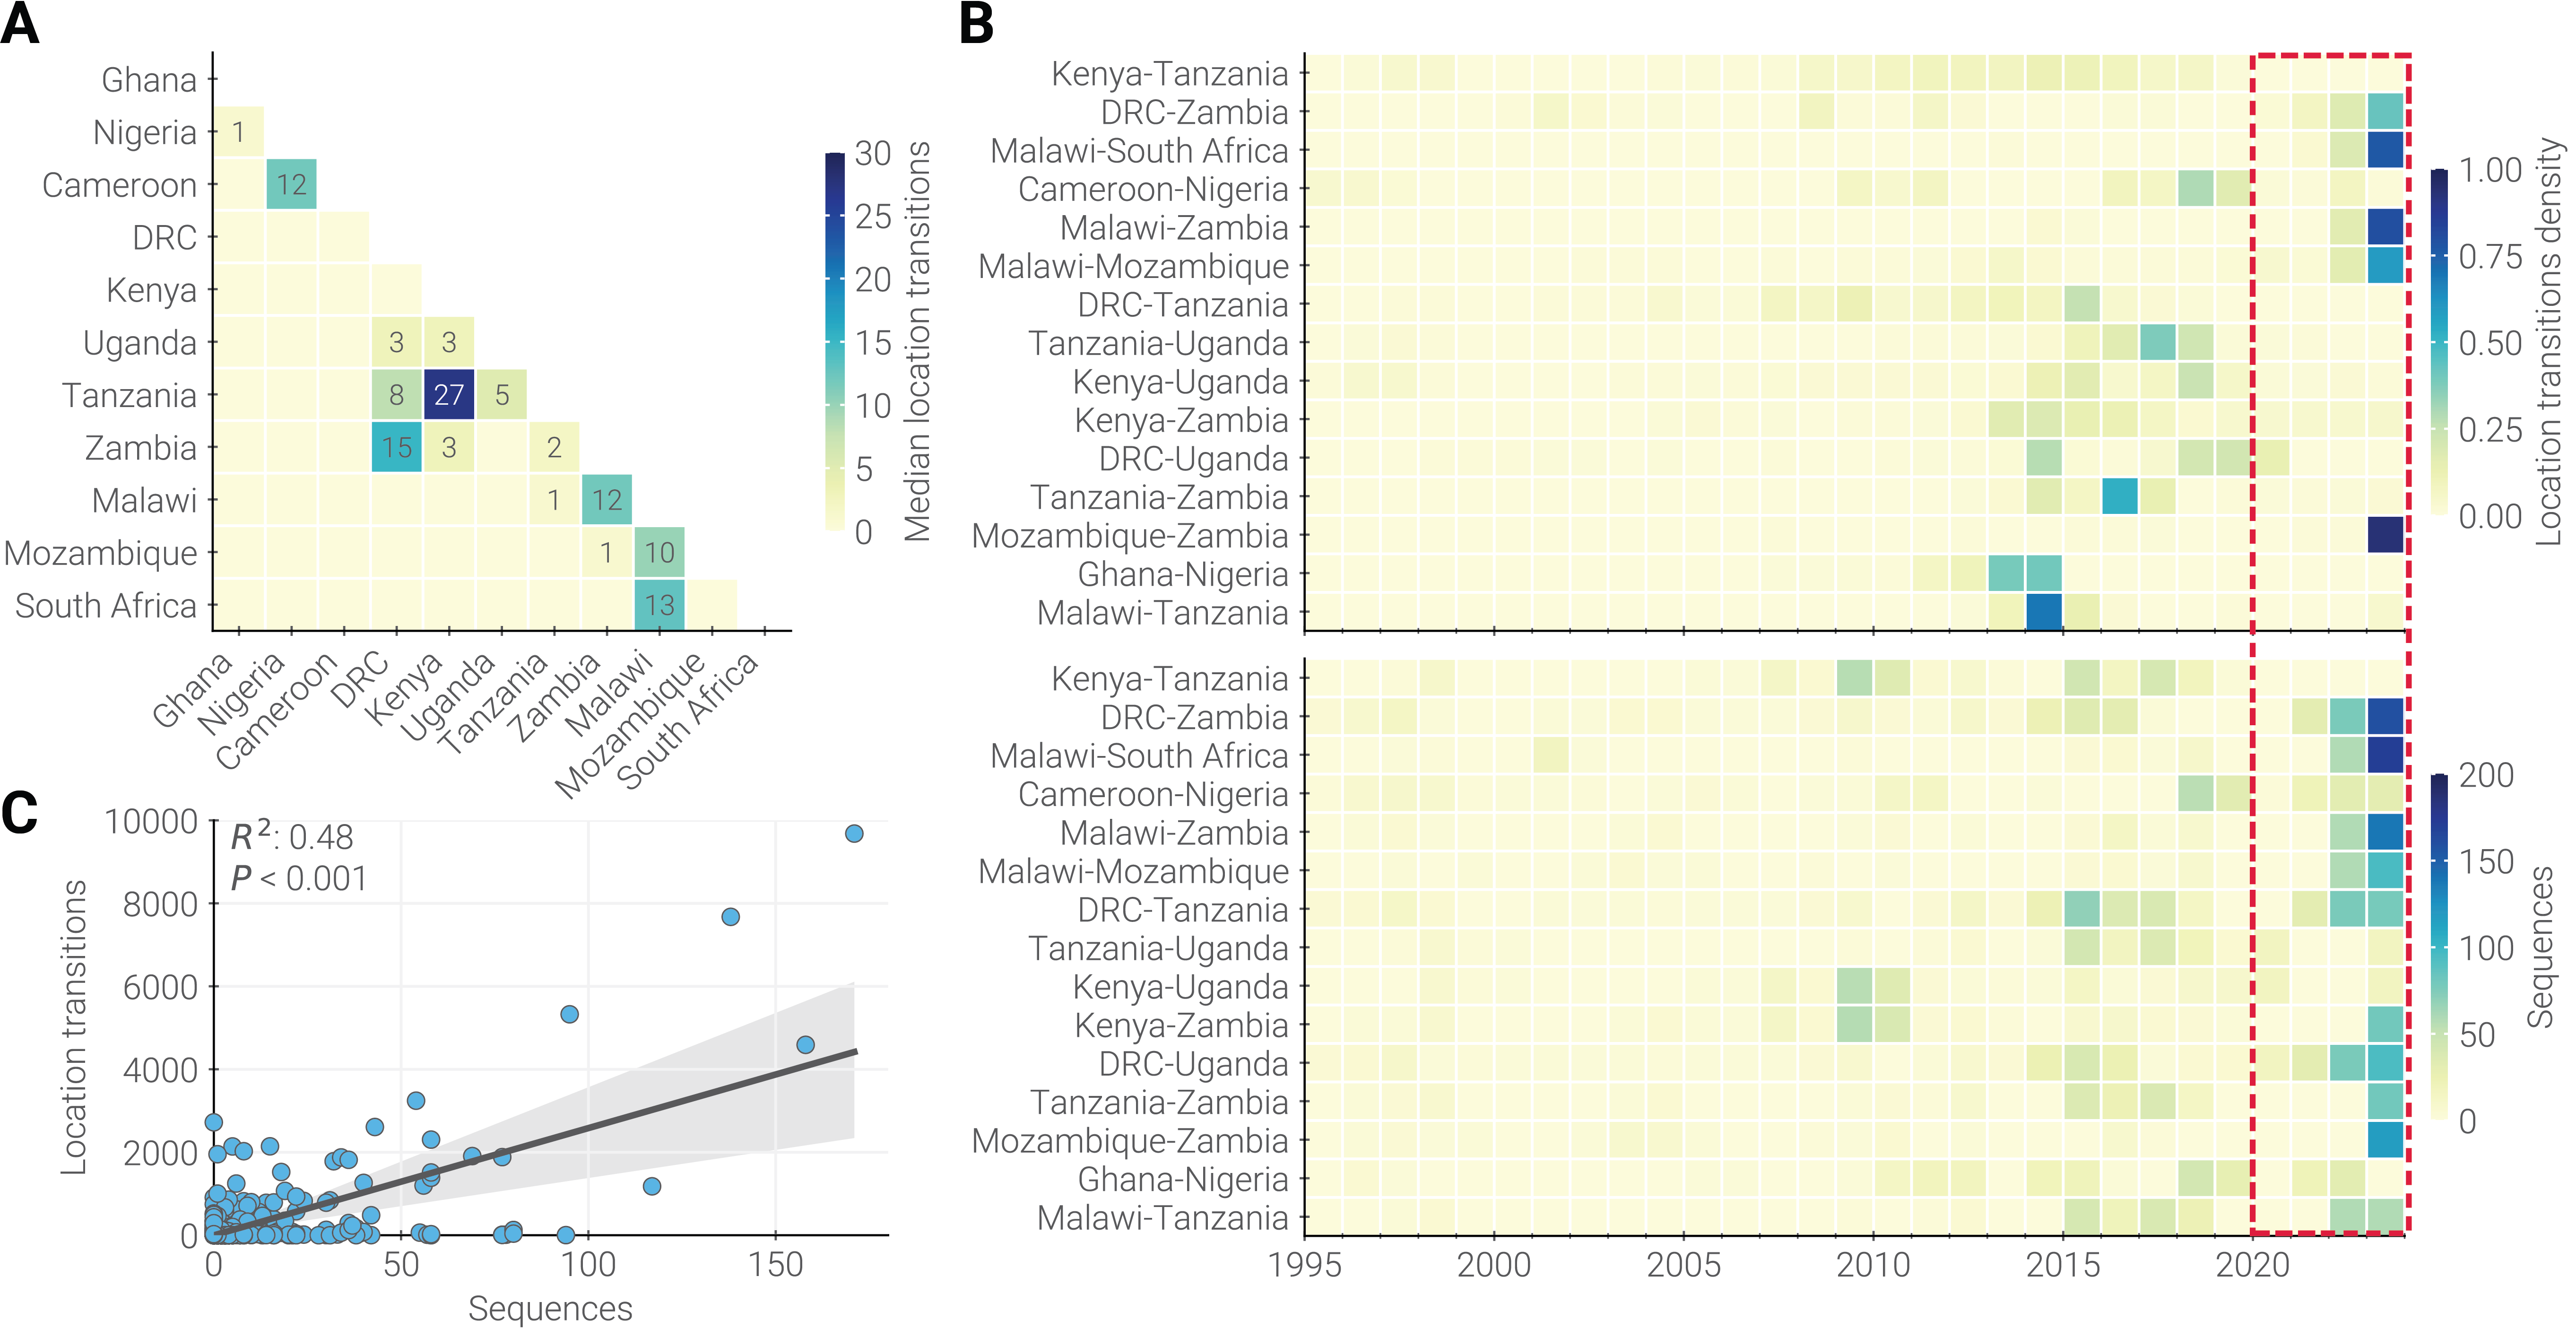 A
Ghana
Nigeria
Cameroon
DRC
Kenya
Uganda
Tanzania
Zambia
Malawi
Mozambique
South Africa
1
12
3 3
8 27 5
15 3 2
1 12
1 10
13
Ghana
Nigeria
Cameroon
DRC
Kenya
Uganda
Tanzania
Zambia
Malawi
Mozambique
South Africa
30
25
20
15
10
5
0
Median location transitions
B
Kenya-Tanzania
DRC-Zambia
Malawi-South Africa
Cameroon-Nigeria
Malawi-Zambia
Malawi-Mozambique
DRC-Tanzania
Tanzania-Uganda
Kenya-Uganda
Kenya-Zambia
DRC-Uganda
Tanzania-Zambia
Mozambique-Zambia
Ghana-Nigeria
Malawi-Tanzania
1.00
0.75
0.50
0.25
0.00
Location transitions density
Kenya-Tanzania
DRC-Zambia
Malawi-South Africa
Cameroon-Nigeria
Malawi-Zambia
Malawi-Mozambique
DRC-Tanzania
Tanzania-Uganda
Kenya-Uganda
Kenya-Zambia
DRC-Uganda
Tanzania-Zambia
Mozambique-Zambia
Ghana-Nigeria
Malawi-Tanzania
1995 2000 2005 2010 2015 2020
200
150
100
50
0
Sequences
C
R²: 0.48
P < 0.001
10000
8000
6000
4000
2000
0
Location transitions
0 50 100 150
Sequences